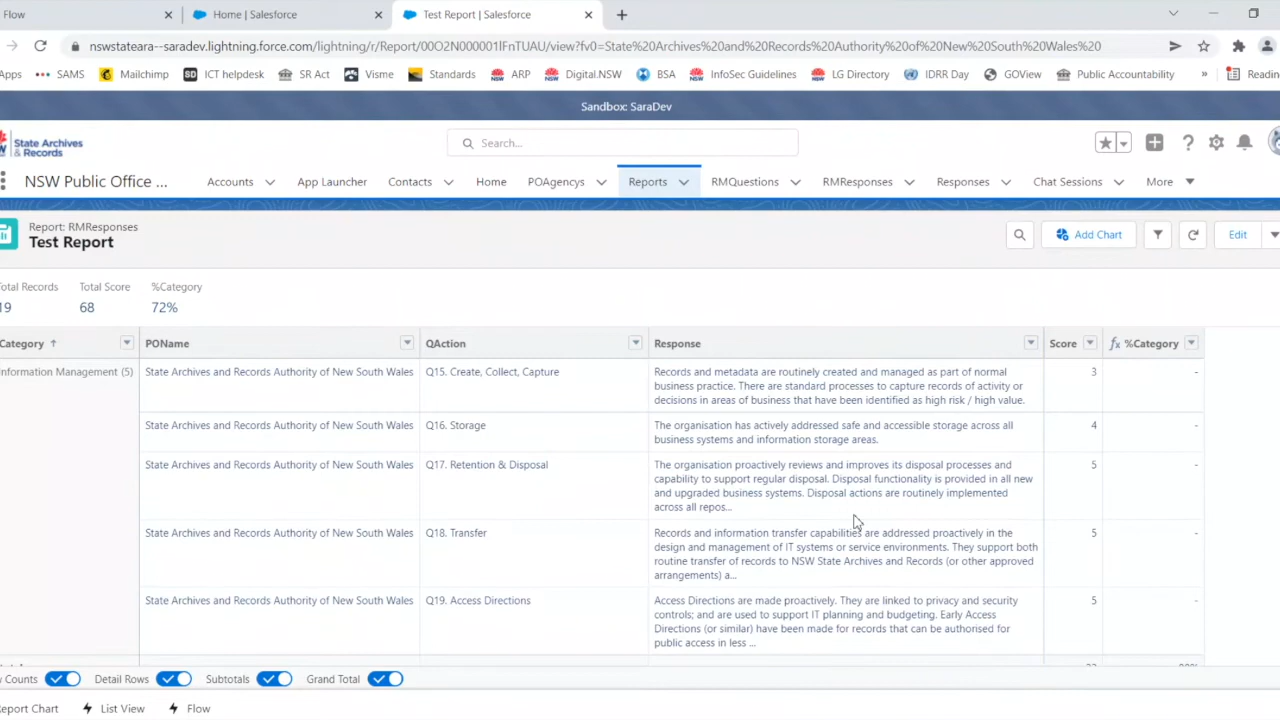 Flow
Home | Salesforce
Test Report | Salesforce
nswstateara--saradev.lightning.force.com/lightning/r/Report/00O2N000001lFnTUAU/view?fv0=State%20Archives%20and%20Records%20Authority%20of%20New%20South%20Wales%20
Apps
SAMS
Mailchimp
SD
ICT helpdesk
SR Act
Visme
Standards
ARP
Digital.NSW
BSA
InfoSec Guidelines
LG Directory
IDRR Day
GOView
Public Accountability
»
Readin
Sandbox: SaraDev
State Archives
& Records
Search...
NSW Public Office ...
Accounts
App Launcher
Contacts
Home
POAgencys
Reports
RMQuestions
RMResponses
Responses
Chat Sessions
More
Report: RMResponses
Test Report
Add Chart
Edit
Total Records
Total Score
%Category
19
68
72%
Category ↑
POName
QAction
Response
Score
fx %Category
Information Management (5)
State Archives and Records Authority of New South Wales
Q15. Create, Collect, Capture
Records and metadata are routinely created and managed as part of normal
business practice. There are standard processes to capture records of activity or
decisions in areas of business that have been identified as high risk / high value.
3
-
State Archives and Records Authority of New South Wales
Q16. Storage
The organisation has actively addressed safe and accessible storage across all
business systems and information storage areas.
4
-
State Archives and Records Authority of New South Wales
Q17. Retention & Disposal
The organisation proactively reviews and improves its disposal processes and
capability to support regular disposal. Disposal functionality is provided in all new
and upgraded business systems. Disposal actions are routinely implemented
across all repos...
5
-
State Archives and Records Authority of New South Wales
Q18. Transfer
Records and information transfer capabilities are addressed proactively in the
design and management of IT systems or service environments. They support both
routine transfer of records to NSW State Archives and Records (or other approved
arrangements) a...
5
-
State Archives and Records Authority of New South Wales
Q19. Access Directions
Access Directions are made proactively. They are linked to privacy and security
controls; and are used to support IT planning and budgeting. Early Access
Directions (or similar) have been made for records that can be authorised for
public access in less ...
5
-
w Counts
Detail Rows
Subtotals
Grand Total
Report Chart
List View
Flow